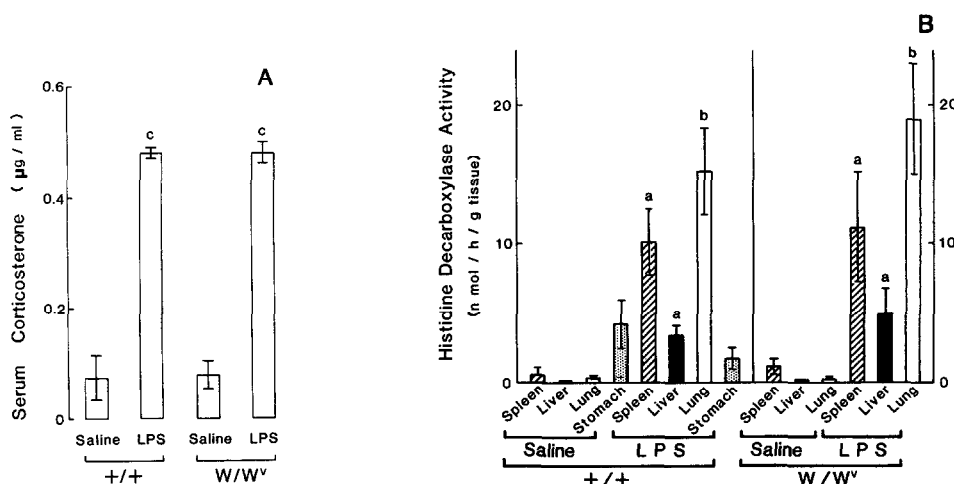 A
Serum Corticosterone ( μg / ml )
0.6
0.4
0.2
0
c
c
Saline LPS Saline LPS
+/+ W/Wᵛ
B
Histidine Decarboxylase Activity
(n mol / h / g tissue)
20
10
0
20
10
0
a
a
b
a
a
b
Spleen Liver Lung Stomach Spleen Liver Lung Stomach Spleen Liver Lung Spleen Liver Lung
Saline L P S Saline L P S
+/+ W/Wᵛ